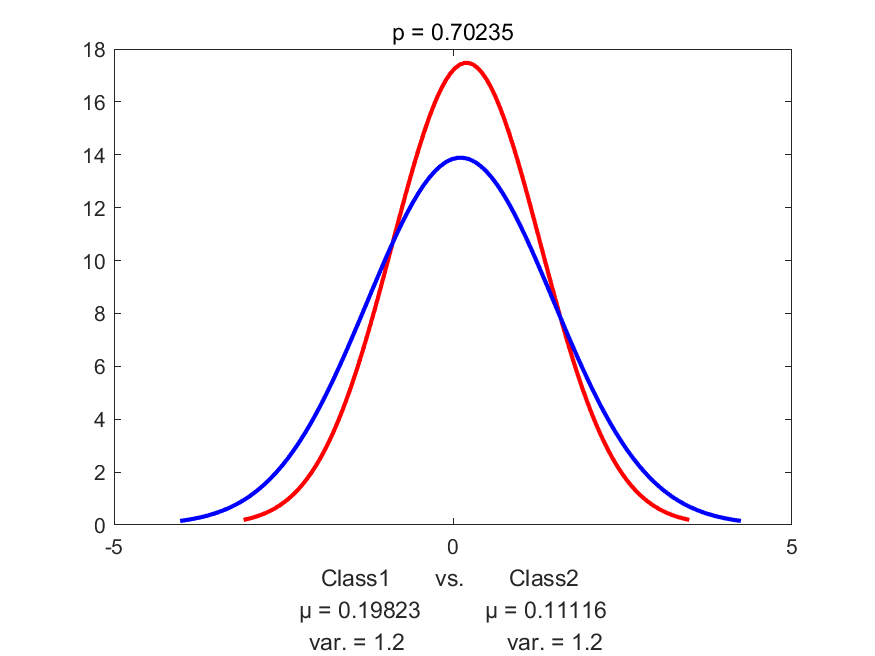 p = 0.70235
18
16
14
12
10
8
6
4
2
0
-5 0 5
Class1 vs. Class2
μ = 0.19823 μ = 0.11116
var. = 1.2 var. = 1.2